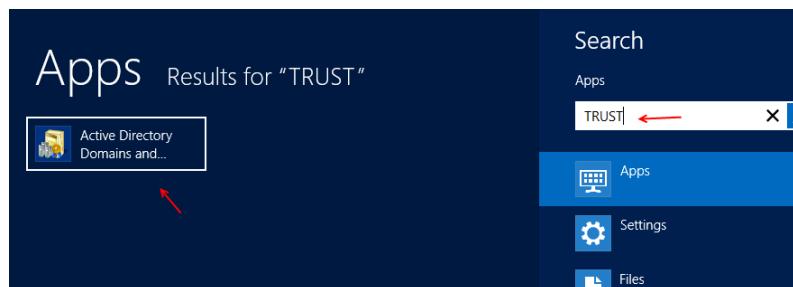 Apps Results for "TRUST"
Active Directory
Domains and...
Search
Apps
TRUST
Apps
Settings
Files